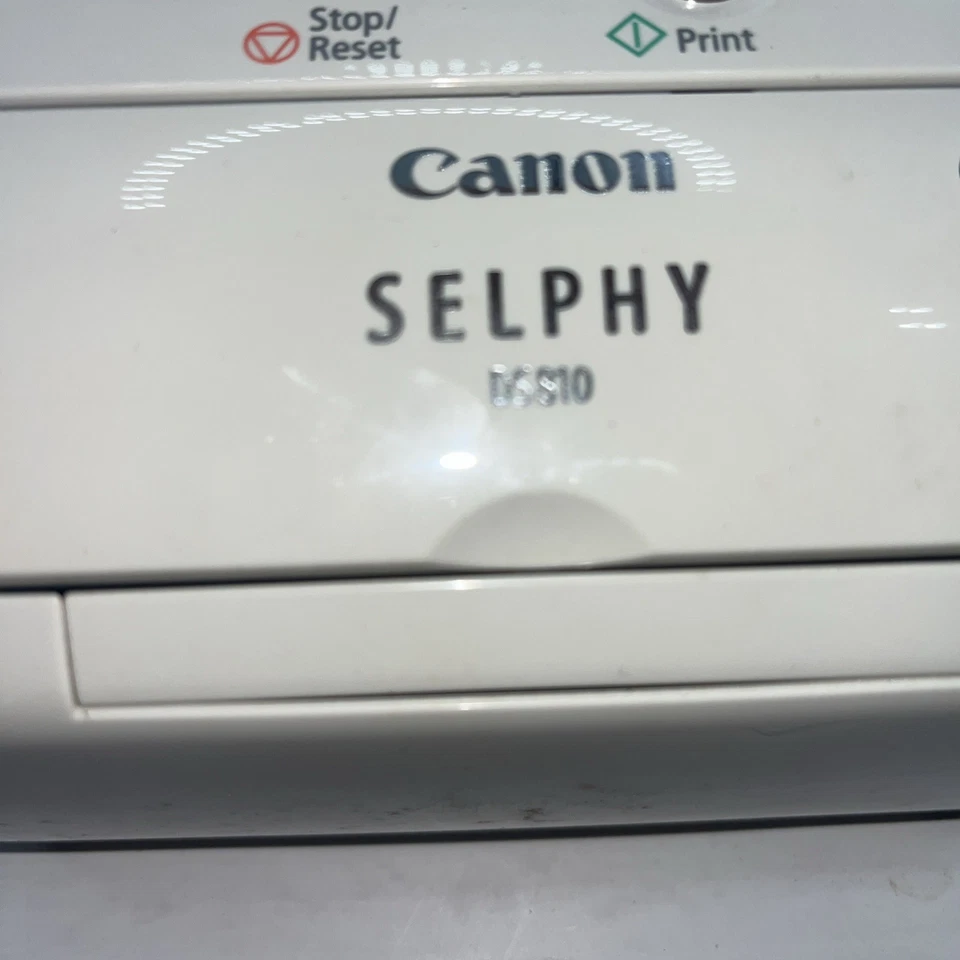 Stop/
Reset
Print
Canon
SELPHY
DS810